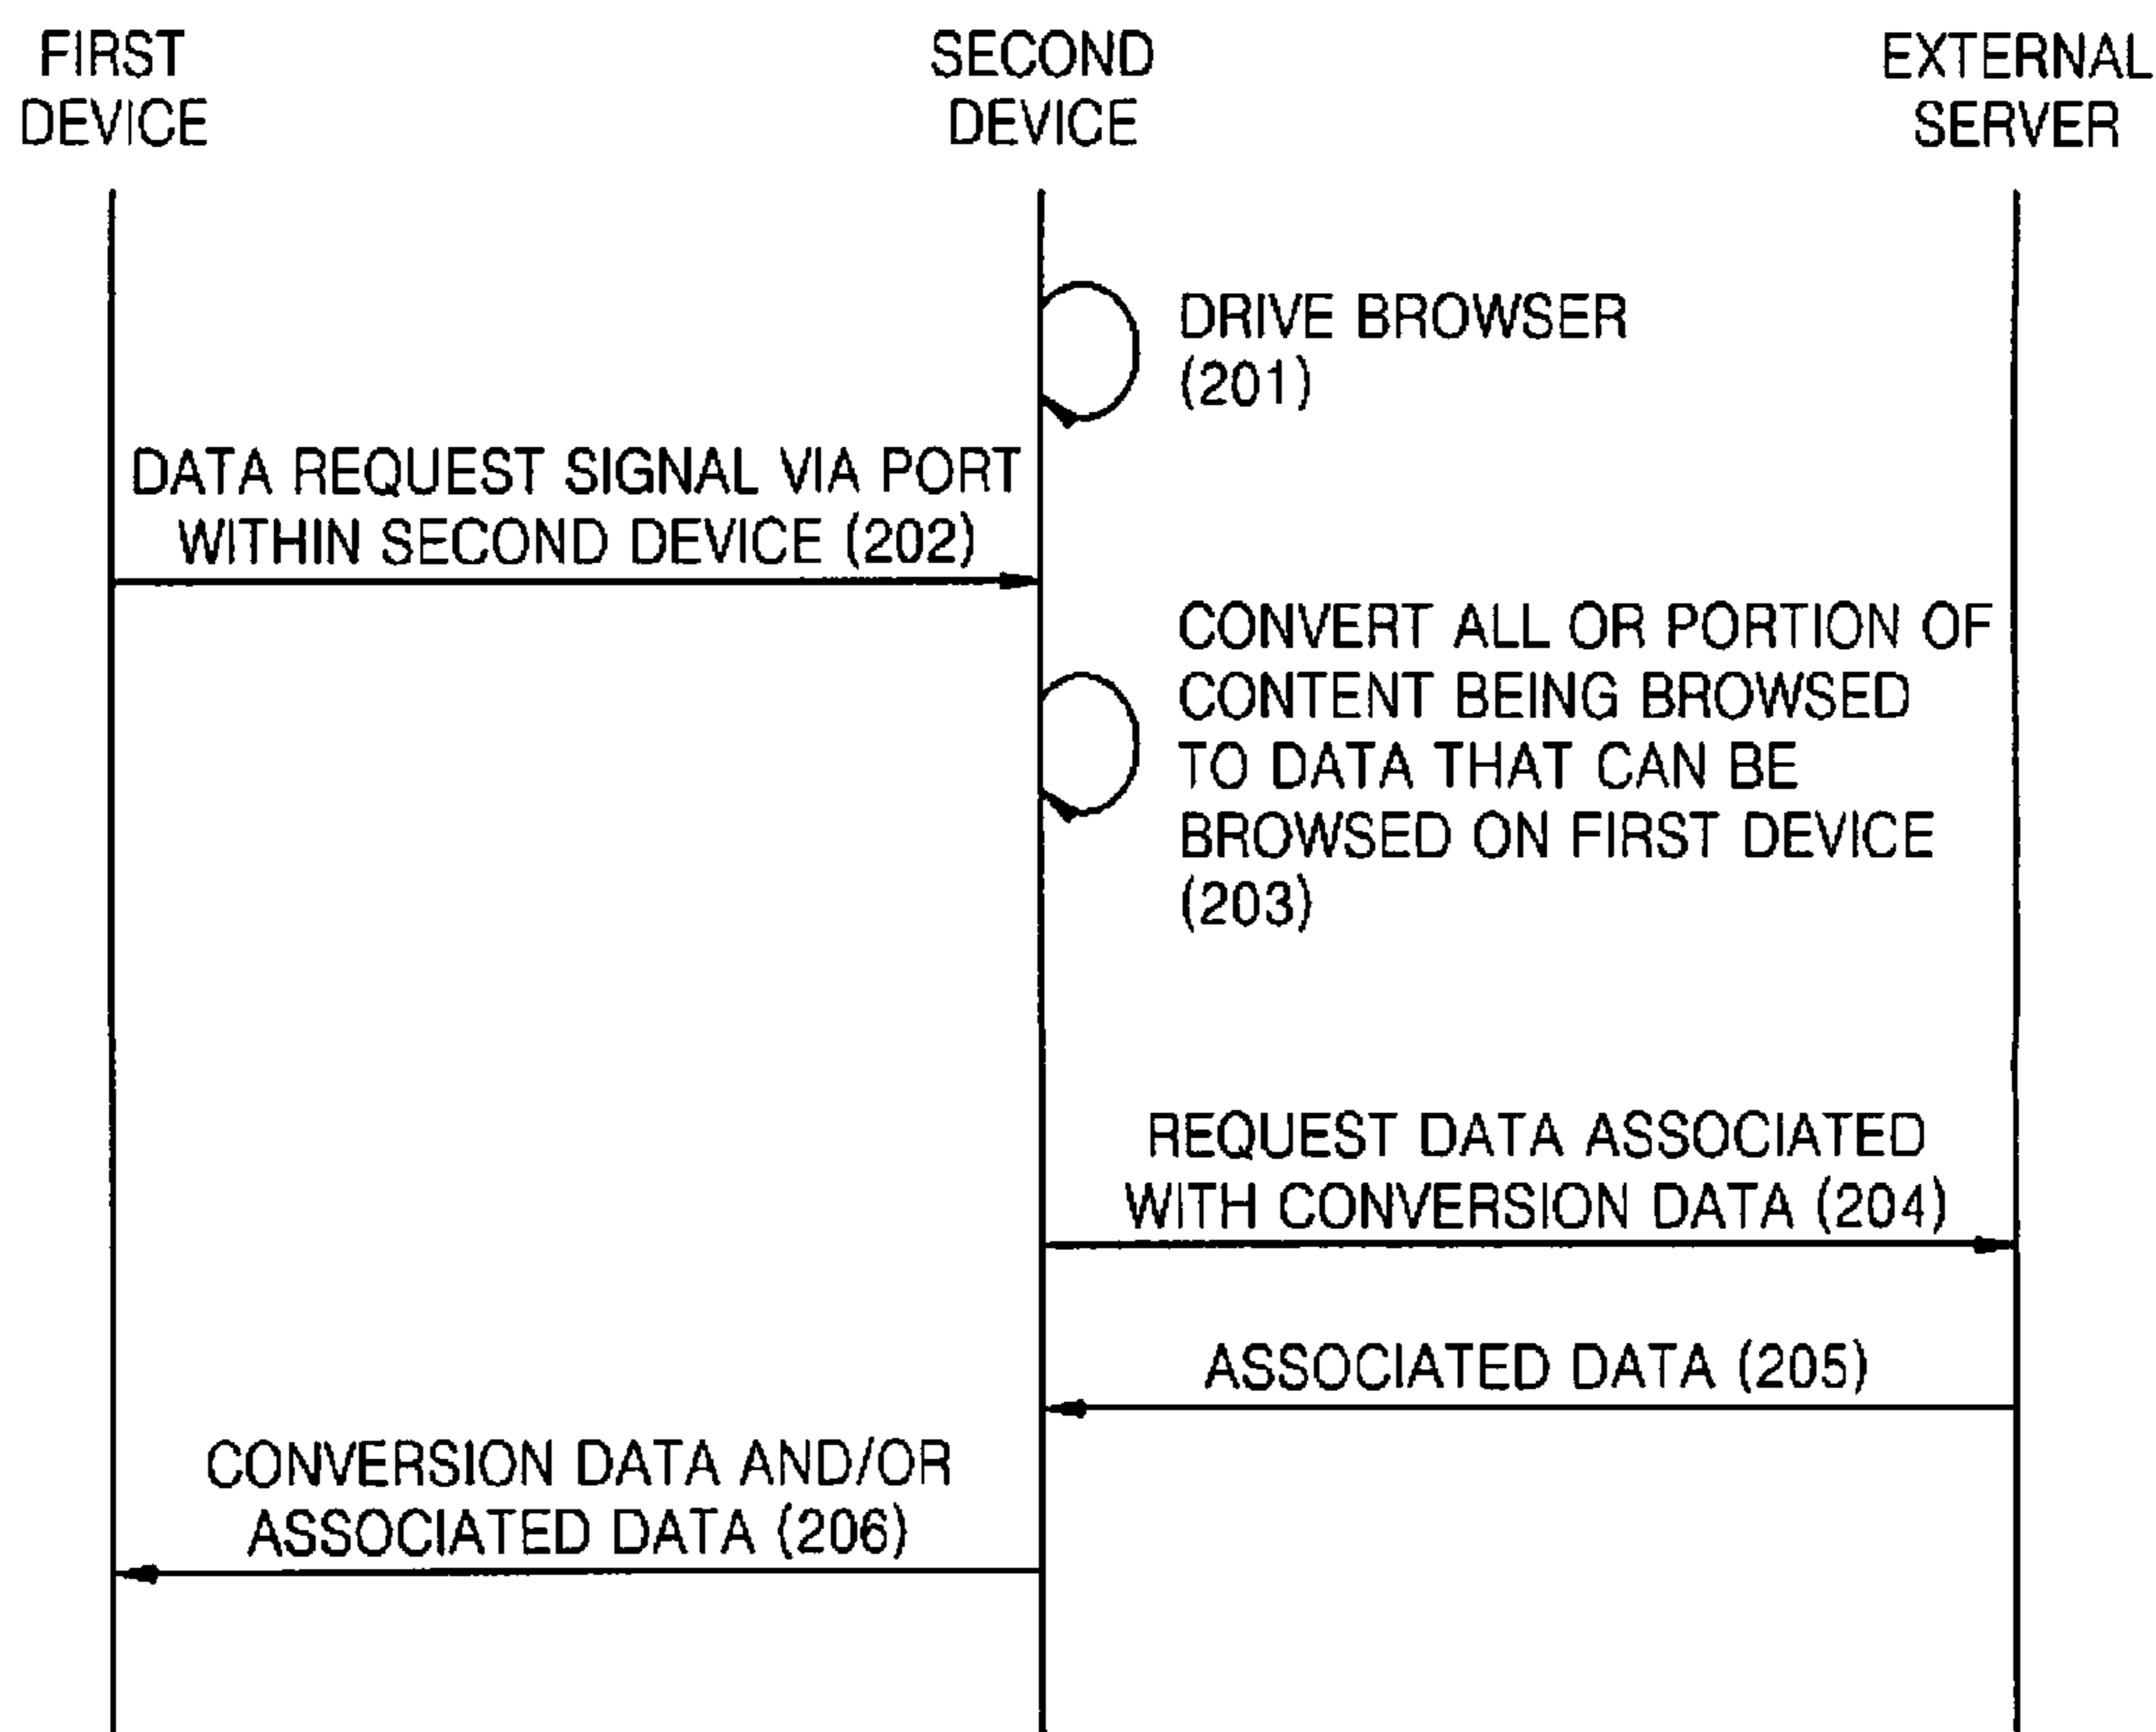 FIRST
DEVICE
SECOND
DEVICE
EXTERNAL
SERVER
DRIVE BROWSER
(201)
DATA REQUEST SIGNAL VIA PORT
WITHIN SECOND DEVICE (202)
CONVERT ALL OR PORTION OF
CONTENT BEING BROWSED
TO DATA THAT CAN BE
BROWSED ON FIRST DEVICE
(203)
REQUEST DATA ASSOCIATED
WITH CONVERSION DATA (204)
ASSOCIATED DATA (205)
CONVERSION DATA AND/OR
ASSOCIATED DATA (206)